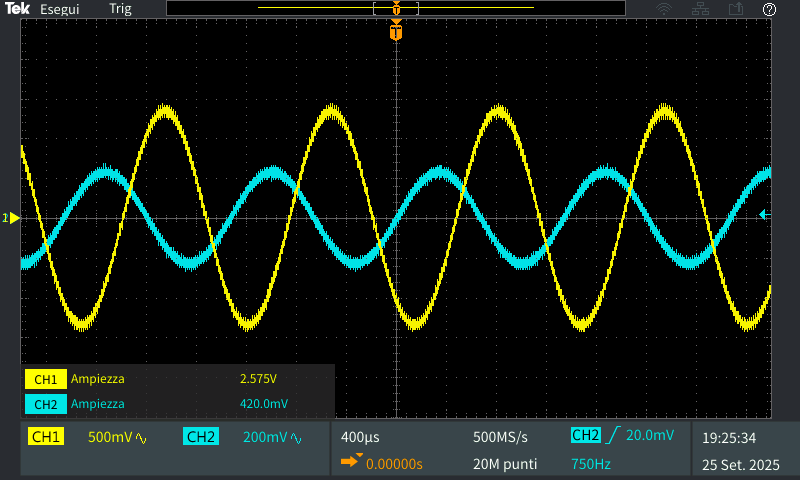 Tek Esegui Trig
T
T
?
CH1 Ampiezza 2.575V
CH2 Ampiezza 420.0mV
CH1 500mV CH2 200mV 400µs 500MS/s CH2 20.0mV 19:25:34
0.00000s 20M punti 750Hz 25 Set. 2025